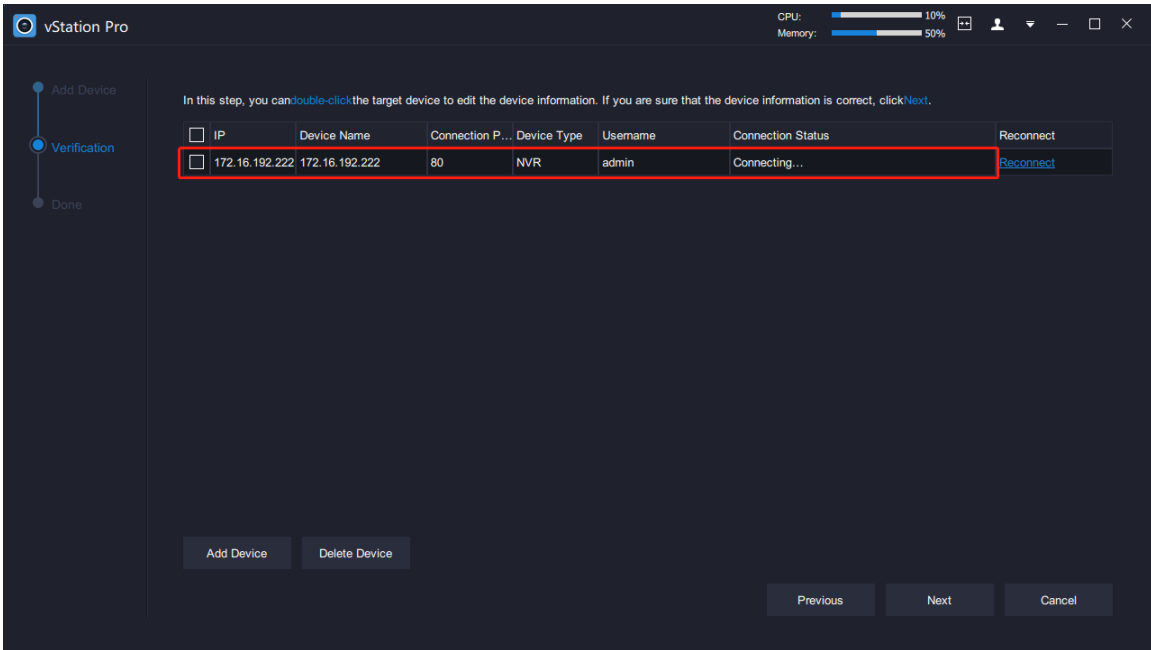 vStation Pro
CPU: 10%
Memory: 50%
Add Device
Verification
Done
In this step, you candouble-clickthe target device to edit the device information. If you are sure that the device information is correct, clickNext.
IP Device Name Connection P... Device Type Username Connection Status Reconnect
172.16.192.222 172.16.192.222 80 NVR admin Connecting... Reconnect
Add Device Delete Device
Previous Next Cancel